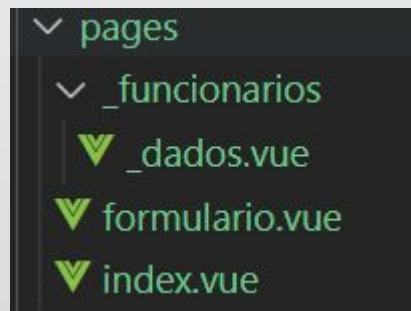 pages
_funcionarios
_dados.vue
formulario.vue
index.vue